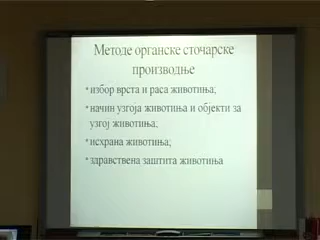 Методе органске сточарске
производње
•избор врста и раса животиња;
•начин узгоја животиња и објекти за
узгој животиња;
•исхрана животиња;
•здравствена заштита животиња